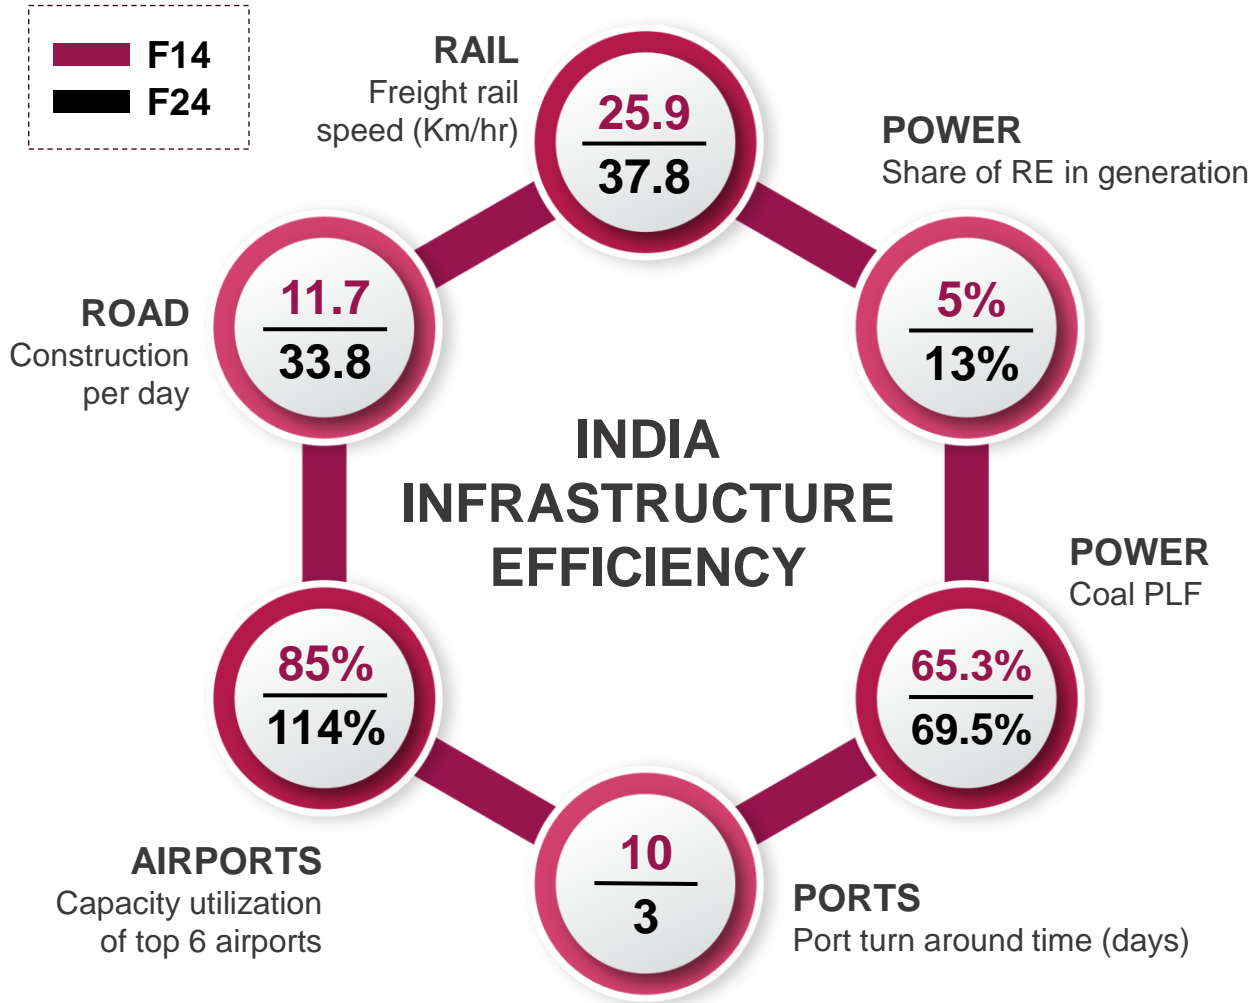 F14
F24
RAIL
Freight rail
speed (Km/hr)
25.9
37.8
POWER
Share of RE in generation
5%
13%
ROAD
Construction
per day
11.7
33.8
INDIA
INFRASTRUCTURE
EFFICIENCY
POWER
Coal PLF
65.3%
69.5%
85%
114%
AIRPORTS
Capacity utilization
of top 6 airports
10
3
PORTS
Port turn around time (days)